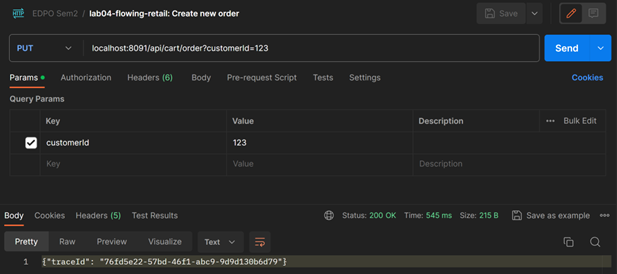 HTTP EDPO Sem2 / lab04-flowing-retail: Create new order Save
PUT localhost:8091/api/cart/order?customerId=123 Send
Params Authorization Headers (6) Body Pre-request Script Tests Settings Cookies
Query Params
Key Value Description Bulk Edit
customerId 123
Key Value Description
Body Cookies Headers (5) Test Results Status: 200 OK Time: 545 ms Size: 215 B Save as example
Pretty Raw Preview Visualize Text
1 {"traceId": "76fd5e22-57bd-46f1-abc9-9d9d130b6d79"}